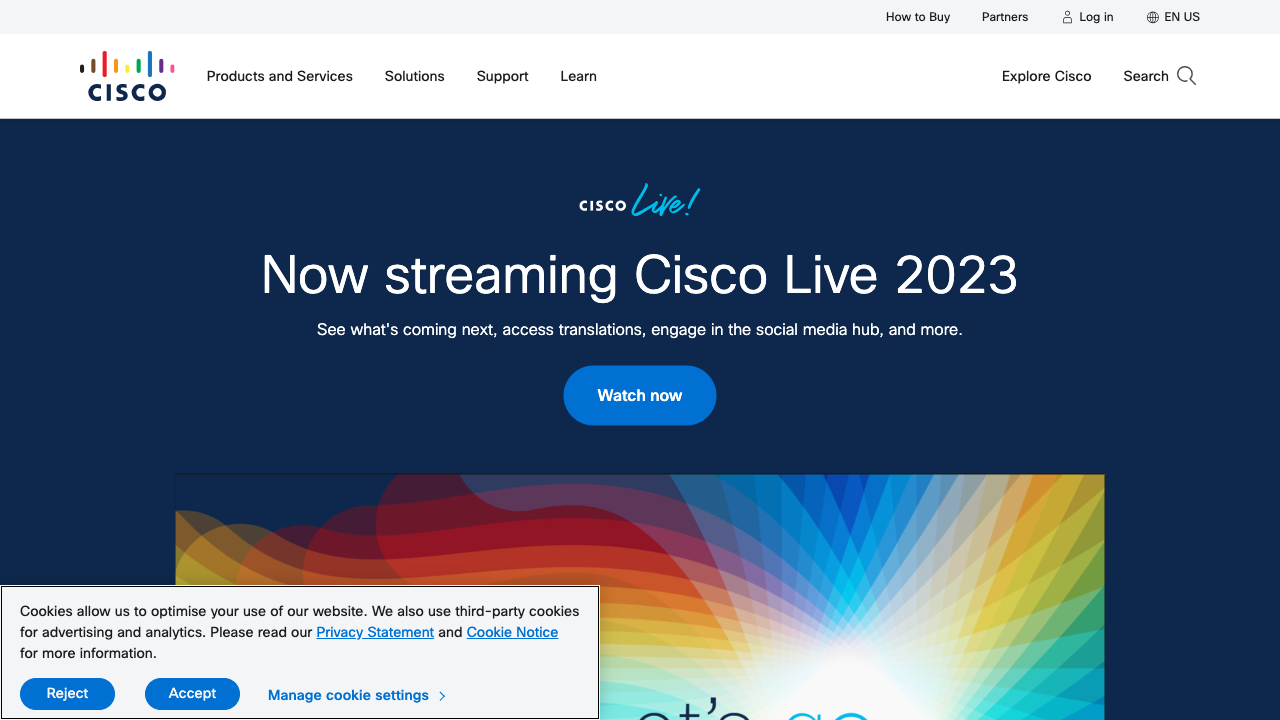 How to Buy
Partners
Log in
EN US
CISCO
Products and Services
Solutions
Support
Learn
Explore Cisco
Search
CISCO Live!
Now streaming Cisco Live 2023
See what's coming next, access translations, engage in the social media hub, and more.
Watch now
Cookies allow us to optimise your use of our website. We also use third-party cookies
for advertising and analytics. Please read our Privacy Statement and Cookie Notice
for more information.
Reject
Accept
Manage cookie settings
go